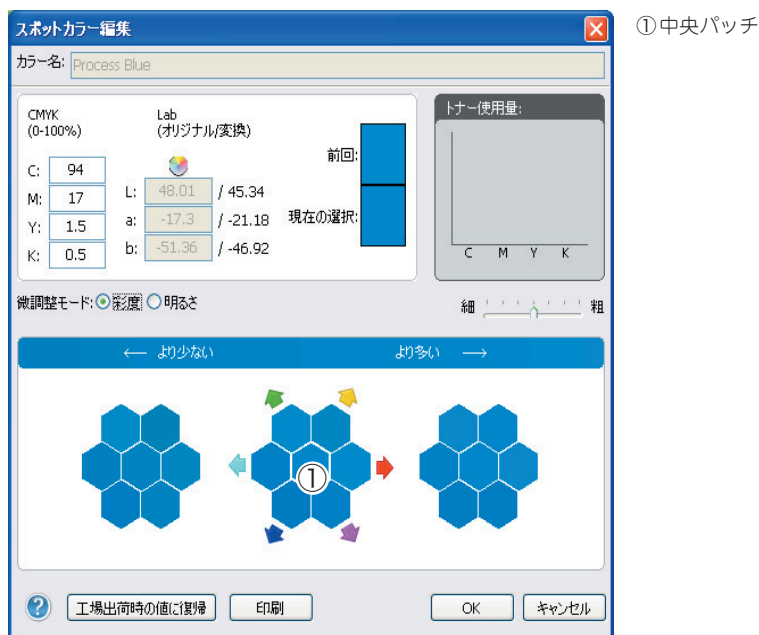 スポットカラー編集
①中央パッチ
カラー名: Process Blue
CMYK
(0-100%)
Lab
(オリジナル/変換)
C: 94
M: 17
Y: 1.5
K: 0.5
L: 48.01 / 45.34
a: -17.3 / -21.18
b: -51.36 / -46.92
前回:
現在の選択:
トナー使用量:
C M Y K
微調整モード: 彩度 明るさ
細 粗
← より少ない より多い →
①
? 工場出荷時の値に復帰 印刷 OK キャンセル